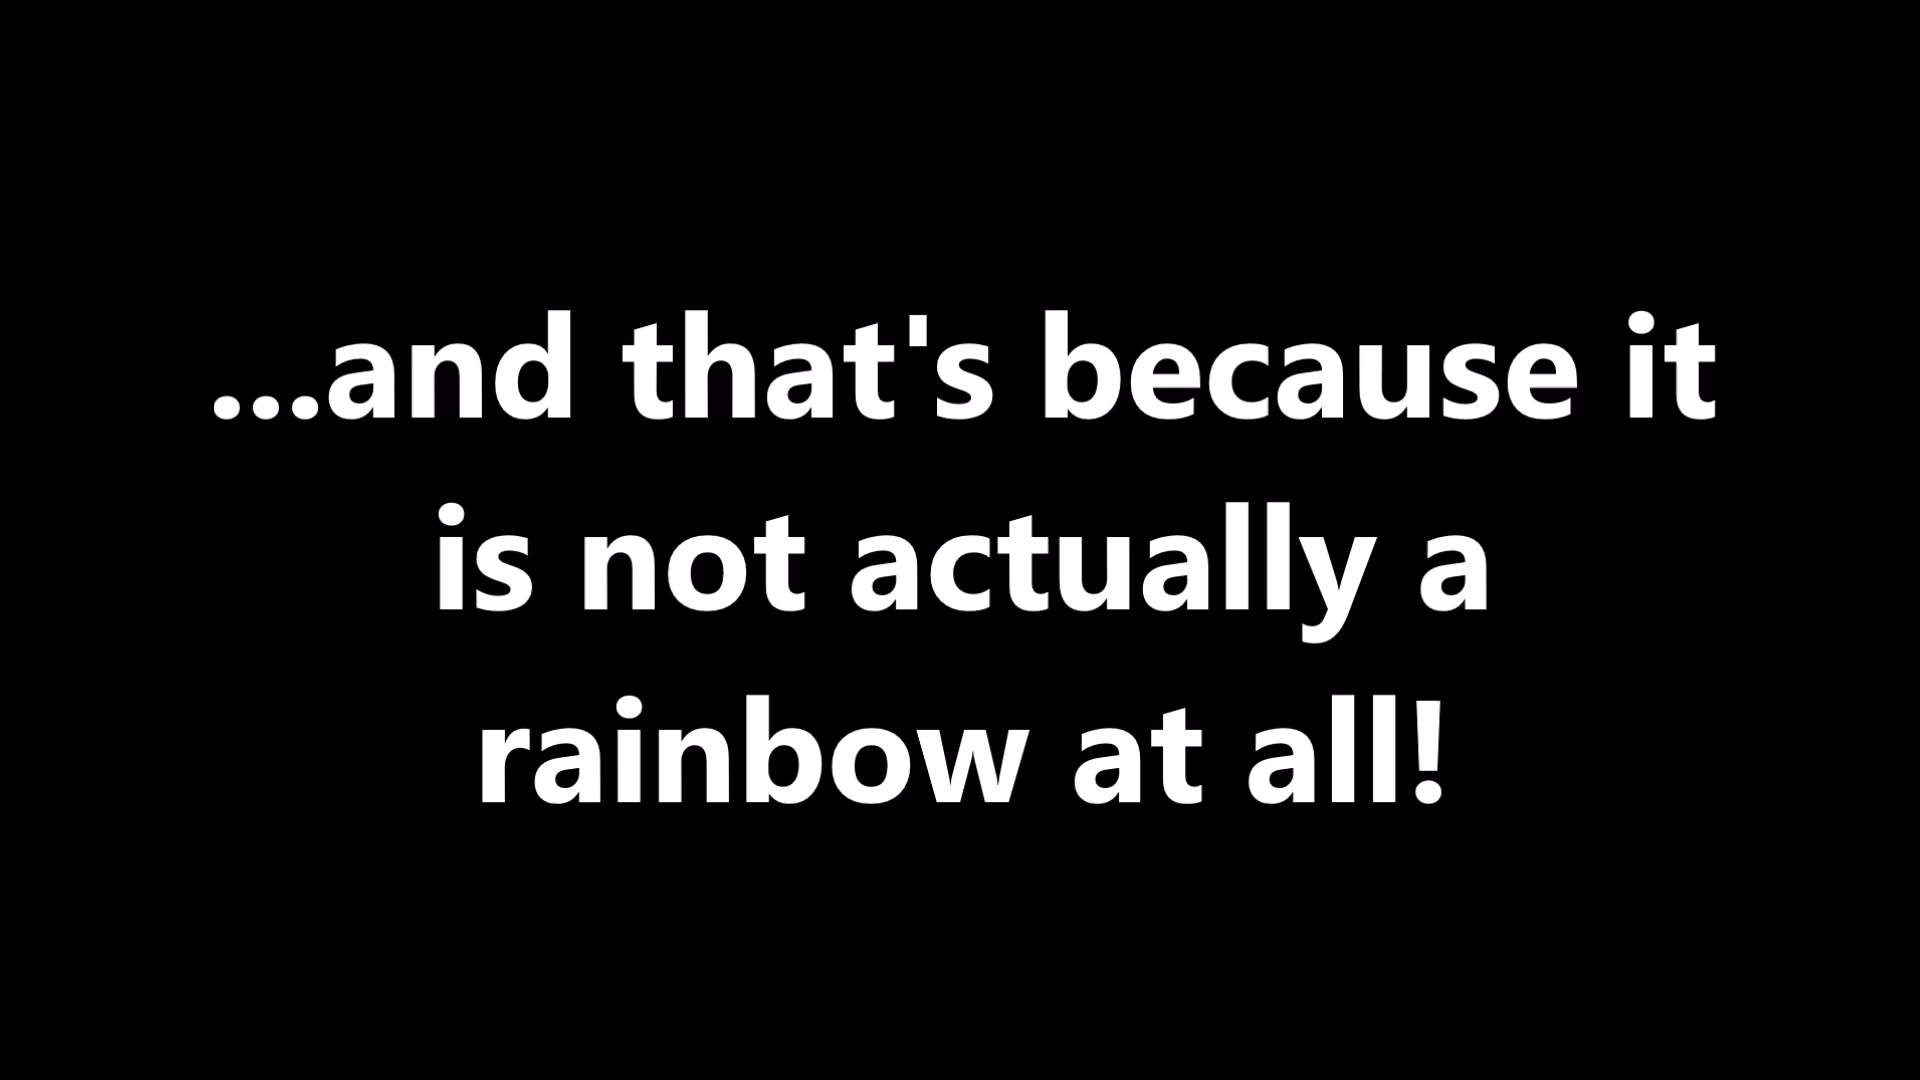 ...and that's because it
is not actually a
rainbow at all!